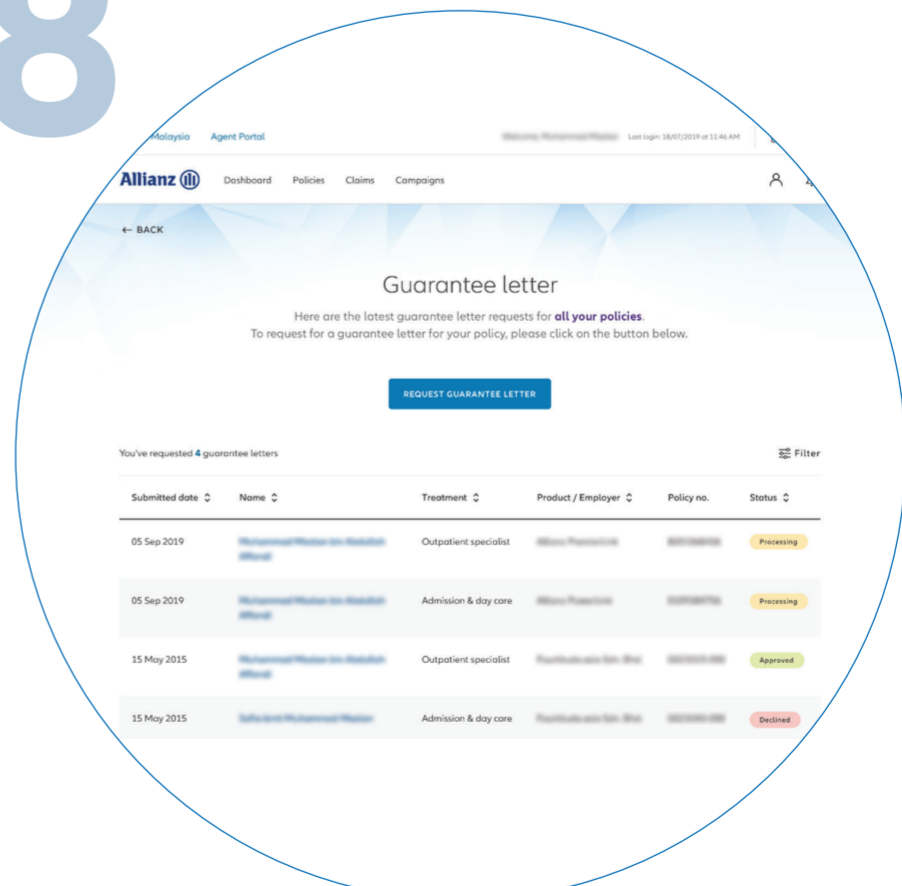 8
Malaysia Agent Portal Last login: 18/07/2019 at 11:46 AM
Allianz Dashboard Policies Claims Campaigns
← BACK
Guarantee letter
Here are the latest guarantee letter requests for all your policies.
To request for a guarantee letter for your policy, please click on the button below.
REQUEST GUARANTEE LETTER
You've requested 4 guarantee letters Filter
Submitted date Name Treatment Product / Employer Policy no. Status
05 Sep 2019 Outpatient specialist Processing
05 Sep 2019 Admission & day care Processing
15 May 2015 Outpatient specialist Approved
15 May 2015 Admission & day care Declined